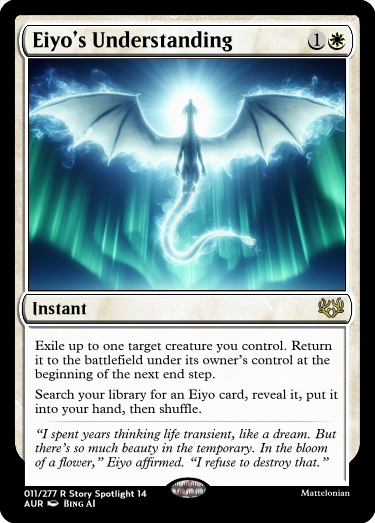 Eiyo's Understanding 1
Instant
Exile up to one target creature you control. Return
it to the battlefield under its owner's control at the
beginning of the next end step.
Search your library for an Eiyo card, reveal it, put it
into your hand, then shuffle.
“I spent years thinking life transient, like a dream. But
there's so much beauty in the temporary. In the bloom
of a flower,” Eiyo affirmed. “I refuse to destroy that.”
011/277 R Story Spotlight 14
AUR Bing AI
Mattelonian